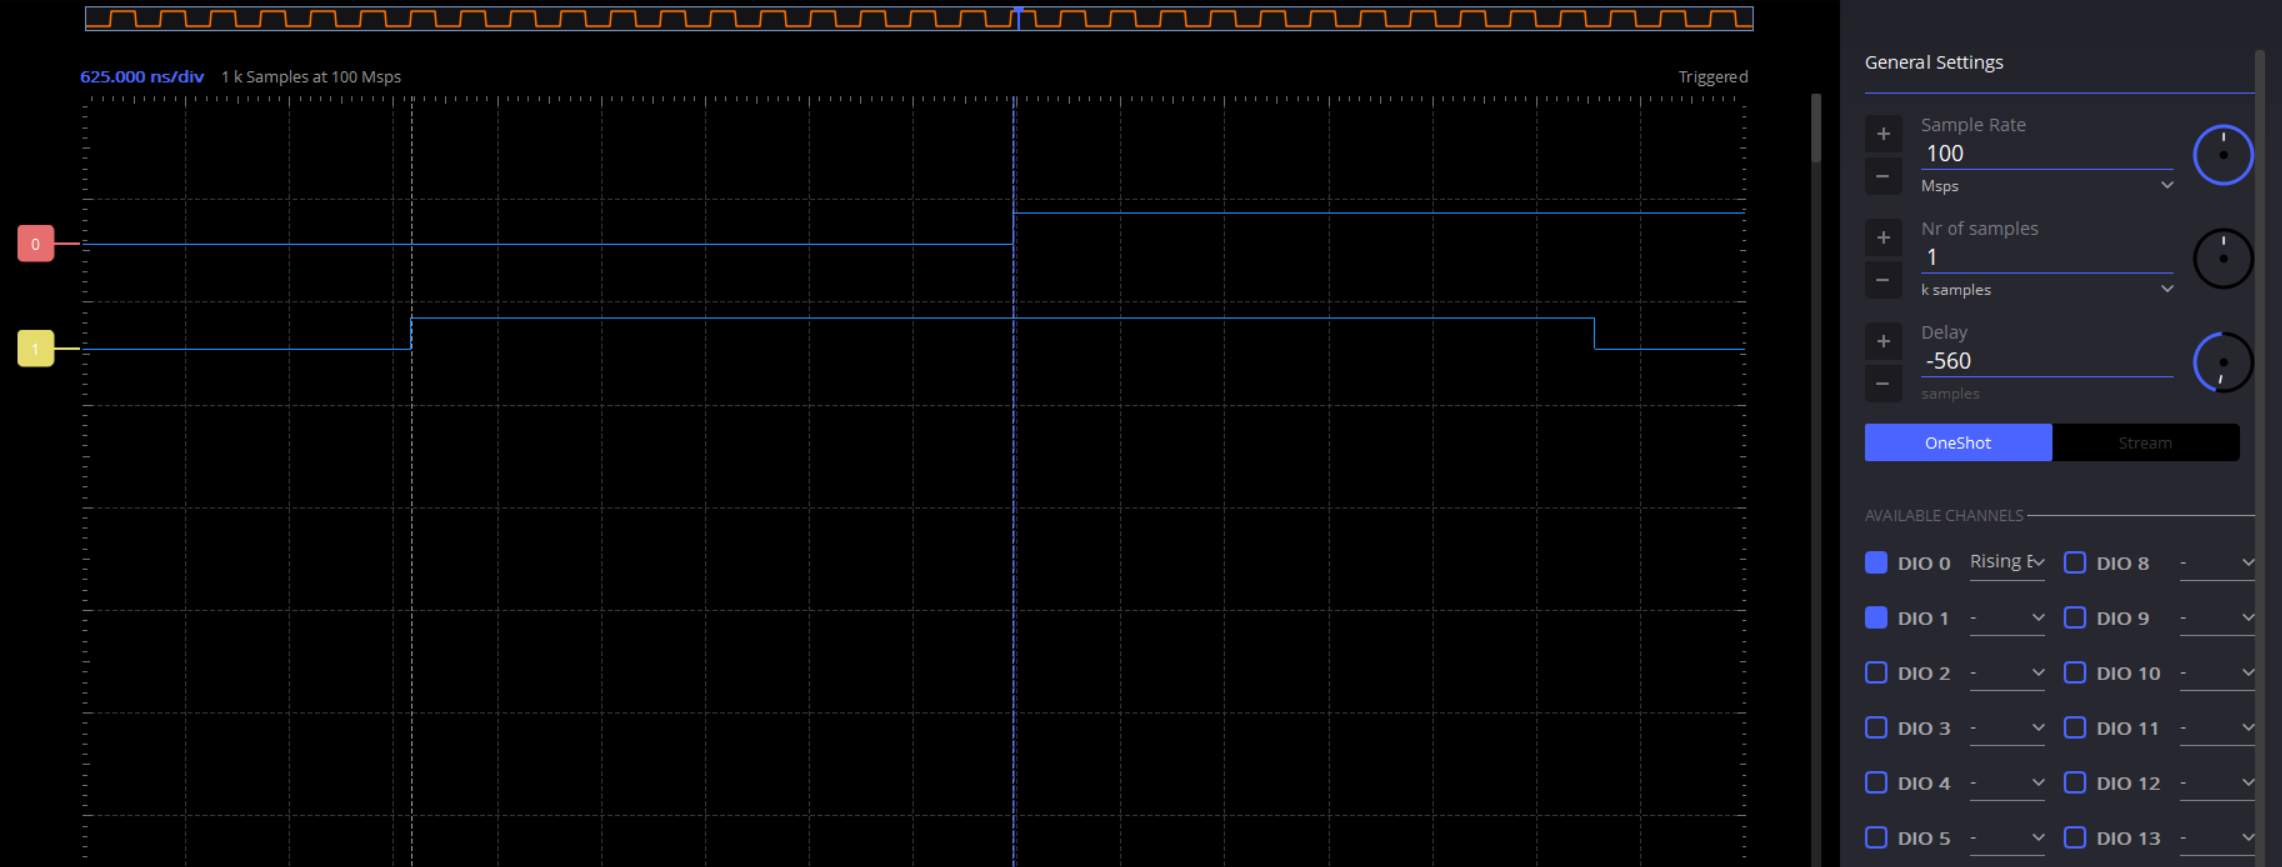 625.000 ns/div 1 k Samples at 100 Msps
Triggered
0
1
General Settings
+
Sample Rate
100
−
Msps
+
Nr of samples
1
−
k samples
+
Delay
-560
−
samples
OneShot Stream
AVAILABLE CHANNELS
DIO 0 Rising E DIO 8 -
DIO 1 - DIO 9 -
DIO 2 - DIO 10 -
DIO 3 - DIO 11 -
DIO 4 - DIO 12 -
DIO 5 - DIO 13 -